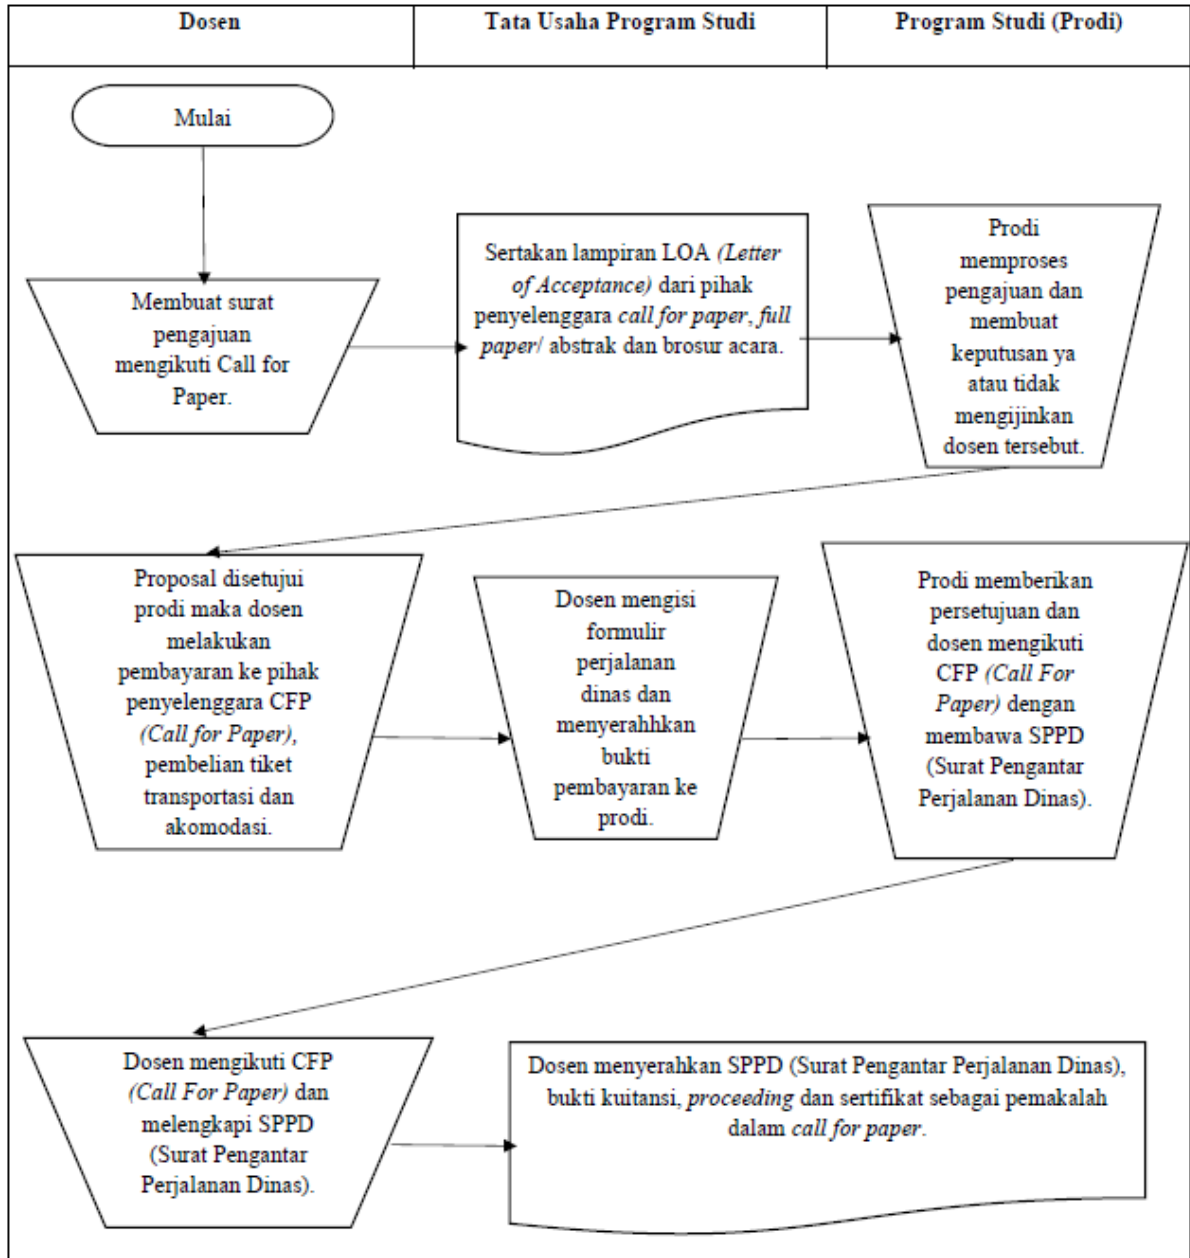 Dosen
Tata Usaha Program Studi
Program Studi (Prodi)
Mulai
Membuat surat
pengajuan
mengikuti Call for
Paper.
Sertakan lampiran LOA (Letter
of Acceptance) dari pihak
penyelenggara call for paper, full
paper/ abstrak dan brosur acara.
Prodi
memproses
pengajuan dan
membuat
keputusan ya
atau tidak
mengijinkan
dosen tersebut.
Proposal disetujui
prodi maka dosen
melakukan
pembayaran ke pihak
penyelenggara CFP
(Call for Paper),
pembelian tiket
transportasi dan
akomodasi.
Dosen mengisi
formulir
perjalanan
dinas dan
menyerahhkan
bukti
pembayaran ke
prodi.
Prodi memberikan
persetujuan dan
dosen mengikuti
CFP (Call For
Paper) dengan
membawa SPPD
(Surat Pengantar
Perjalanan Dinas).
Dosen mengikuti CFP
(Call For Paper) dan
melengkapi SPPD
(Surat Pengantar
Perjalanan Dinas).
Dosen menyerahkan SPPD (Surat Pengantar Perjalanan Dinas),
bukti kuitansi, proceeding dan sertifikat sebagai pemakalah
dalam call for paper.